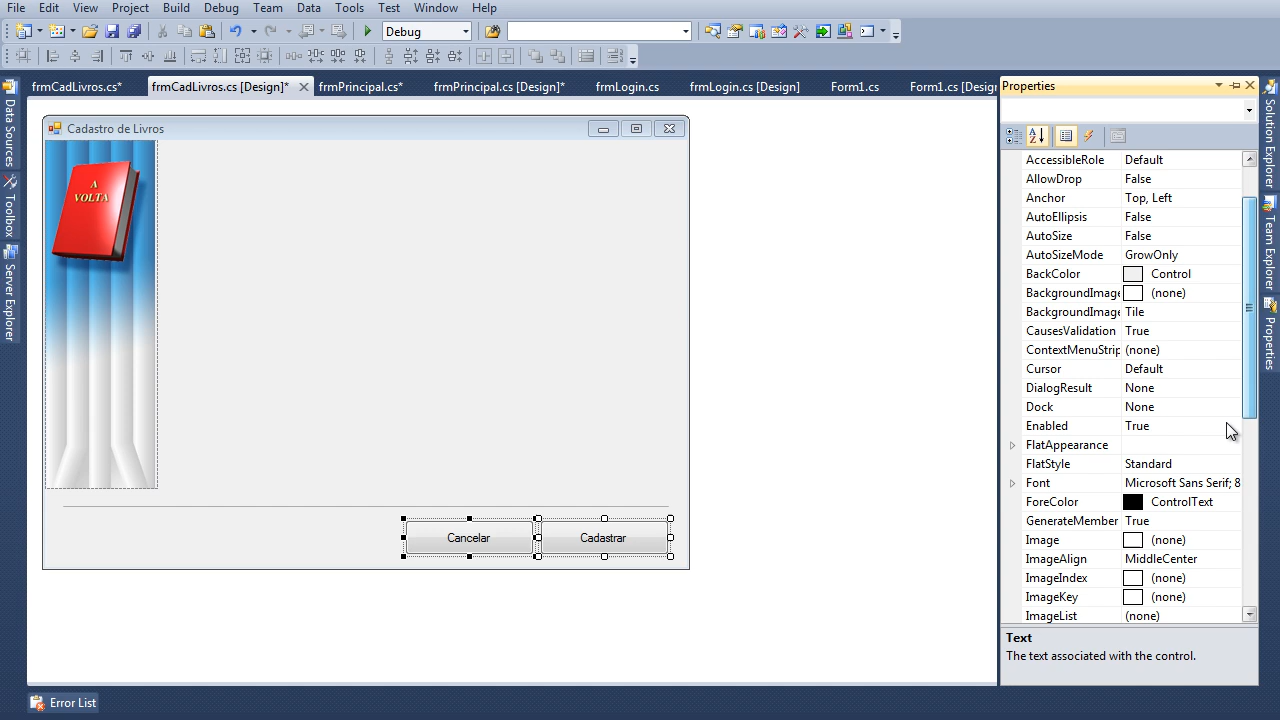 File Edit View Project Build Debug Team Data Tools Test Window Help
Debug
frmCadLivros.cs* frmCadLivros.cs [Design]* frmPrincipal.cs* frmPrincipal.cs [Design]* frmLogin.cs frmLogin.cs [Design] Form1.cs Form1.cs [Design
Data Sources
Toolbox
Server Explorer
Cadastro de Livros
A
VOLTA
Cancelar Cadastrar
Properties
AccessibleRole Default
AllowDrop False
Anchor Top, Left
AutoEllipsis False
AutoSize False
AutoSizeMode GrowOnly
BackColor Control
BackgroundImage (none)
BackgroundImage Tile
CausesValidation True
ContextMenuStrip (none)
Cursor Default
DialogResult None
Dock None
Enabled True
FlatAppearance
FlatStyle Standard
Font Microsoft Sans Serif; 8
ForeColor ControlText
GenerateMember True
Image (none)
ImageAlign MiddleCenter
ImageIndex (none)
ImageKey (none)
ImageList (none)
Text
The text associated with the control.
Solution Explorer
Team Explorer
Properties
Error List